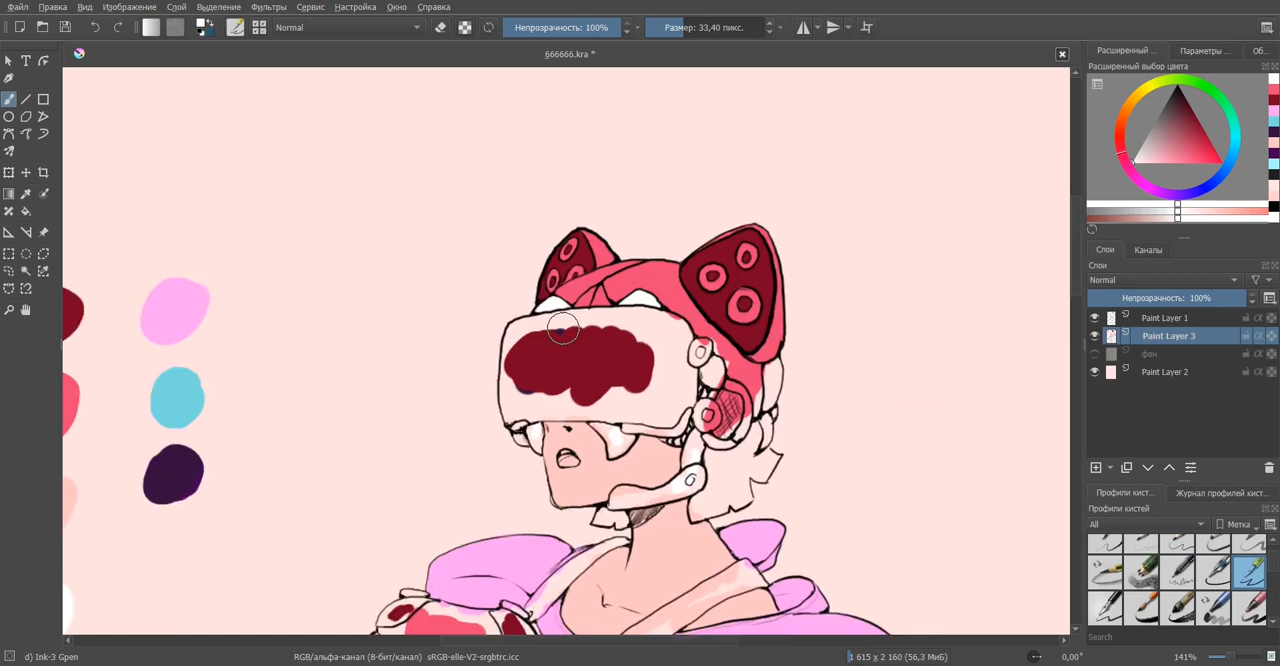 Файл Правка Вид Изображение Слой Выделение Фильтры Сервис Настройка Окно Справка
Normal Непрозрачность: 100% Размер: 33,40 пикс.
666666.kra *
Расширенный ... Параметры ... Об...
Расширенный выбор цвета
Слои Каналы
Слои
Normal
Непрозрачность: 100%
Paint Layer 1
Paint Layer 3
фон
Paint Layer 2
Профили кист... Журнал профилей кист...
Профили кистей
All Метка
Search
d) Ink-3 Gpen RGB/альфа-канал (8-бит/канал) sRGB-elle-V2-srgbtrc.icc 1 615 x 2 160 (56,3 МиБ) 0,00° 141%